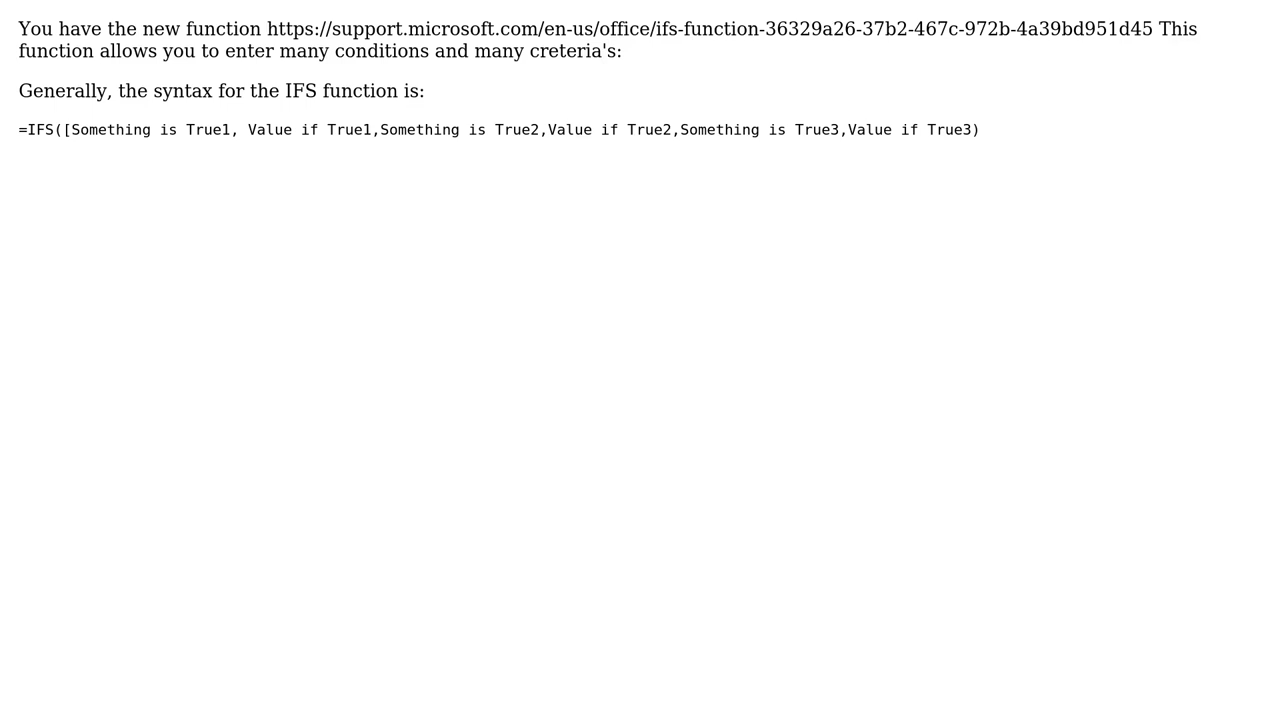 You have the new function https://support.microsoft.com/en-us/office/ifs-function-36329a26-37b2-467c-972b-4a39bd951d45 This
function allows you to enter many conditions and many creteria's:
Generally, the syntax for the IFS function is:
=IFS([Something is True1, Value if True1,Something is True2,Value if True2,Something is True3,Value if True3)